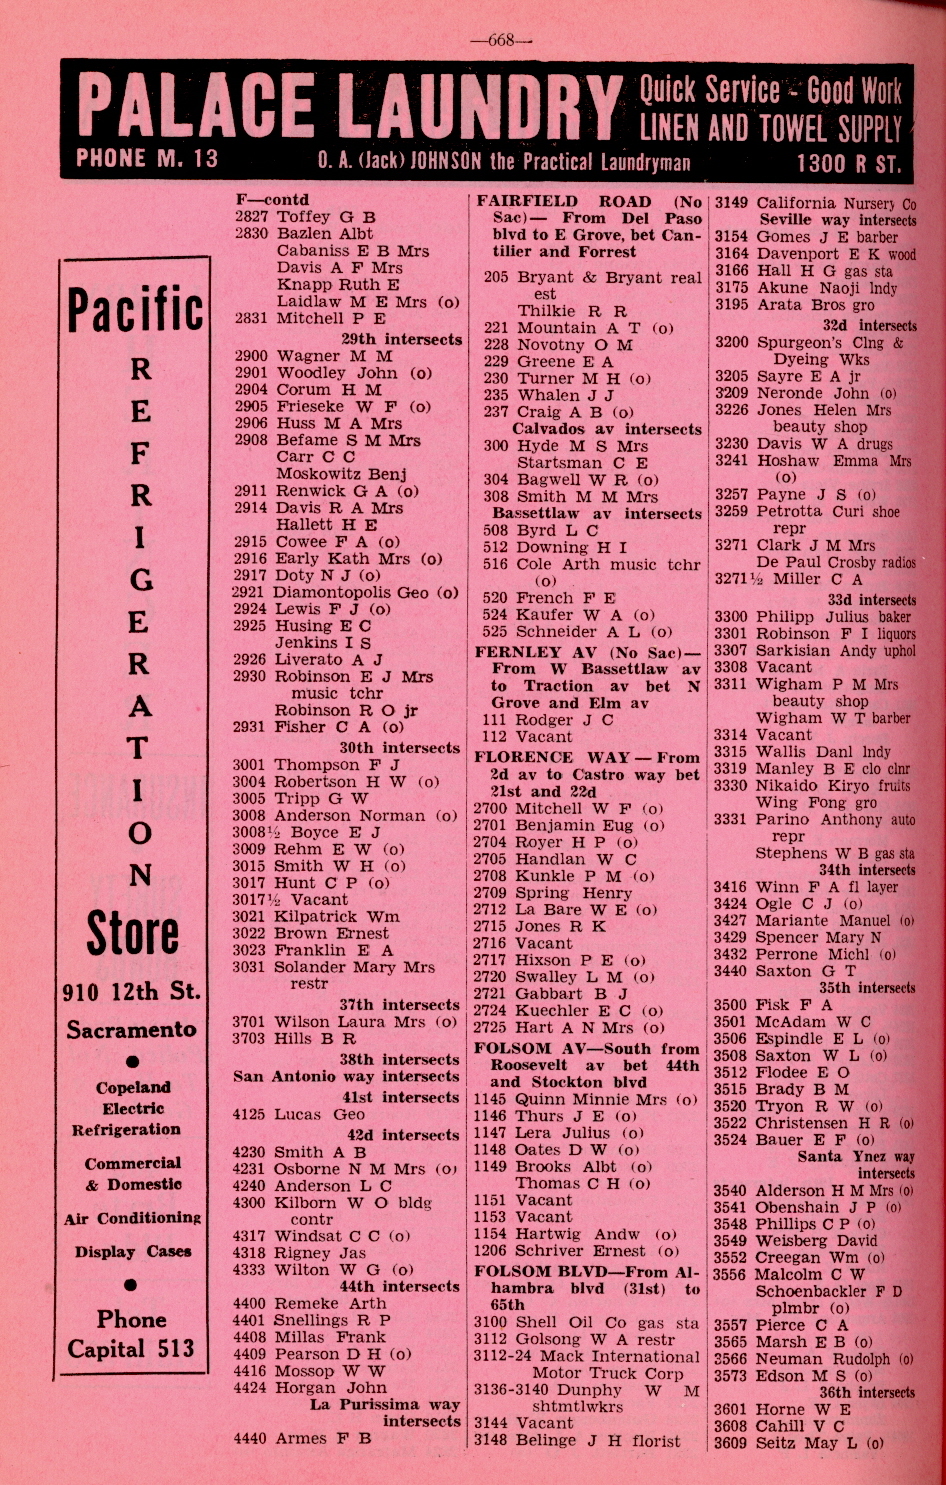 —668—
PALACE LAUNDRY
Quick Service - Good Work
LINEN AND TOWEL SUPPLY
PHONE M. 13
O. A. (Jack) JOHNSON the Practical Laundryman
1300 R ST.
Pacific
R
E
F
R
I
G
E
R
A
T
I
O
N
Store
910 12th St.
Sacramento
●
Copeland
Electric
Refrigeration
Commercial
& Domestic
Air Conditioning
Display Cases
●
Phone
Capital 513
F—contd
2827 Toffey G B
2830 Bazlen Albt
Cabaniss E B Mrs
Davis A F Mrs
Knapp Ruth E
Laidlaw M E Mrs (o)
2831 Mitchell P E
29th intersects
2900 Wagner M M
2901 Woodley John (o)
2904 Corum H M
2905 Frieseke W F (o)
2906 Huss M A Mrs
2908 Befame S M Mrs
Carr C C
Moskowitz Benj
2911 Renwick G A (o)
2914 Davis R A Mrs
Hallett H E
2915 Cowee F A (o)
2916 Early Kath Mrs (o)
2917 Doty N J (o)
2921 Diamontopolis Geo (o)
2924 Lewis F J (o)
2925 Husing E C
Jenkins I S
2926 Liverato A J
2930 Robinson E J Mrs
music tchr
Robinson R O jr
2931 Fisher C A (o)
30th intersects
3001 Thompson F J
3004 Robertson H W (o)
3005 Tripp G W
3008 Anderson Norman (o)
3008½ Boyce E J
3009 Rehm E W (o)
3015 Smith W H (o)
3017 Hunt C P (o)
3017½ Vacant
3021 Kilpatrick Wm
3022 Brown Ernest
3023 Franklin E A
3031 Solander Mary Mrs
restr
37th intersects
3701 Wilson Laura Mrs (o)
3703 Hills B R
38th intersects
San Antonio way intersects
41st intersects
4125 Lucas Geo
42d intersects
4230 Smith A B
4231 Osborne N M Mrs (o)
4240 Anderson L C
4300 Kilborn W O bldg
contr
4317 Windsat C C (o)
4318 Rigney Jas
4333 Wilton W G (o)
44th intersects
4400 Remeke Arth
4401 Snellings R P
4408 Millas Frank
4409 Pearson D H (o)
4416 Mossop W W
4424 Horgan John
La Purissima way
intersects
4440 Armes F B
FAIRFIELD ROAD (No
Sac)— From Del Paso
blvd to E Grove, bet Can-
tilier and Forrest
205 Bryant & Bryant real
est
Thilkie R R
221 Mountain A T (o)
228 Novotny O M
229 Greene E A
230 Turner M H (o)
235 Whalen J J
237 Craig A B (o)
Calvados av intersects
300 Hyde M S Mrs
Startsman C E
304 Bagwell W R (o)
308 Smith M M Mrs
Bassettlaw av intersects
508 Byrd L C
512 Downing H I
516 Cole Arth music tchr
(o)
520 French F E
524 Kaufer W A (o)
525 Schneider A L (o)
FERNLEY AV (No Sac)—
From W Bassettlaw av
to Traction av bet N
Grove and Elm av
111 Rodger J C
112 Vacant
FLORENCE WAY — From
2d av to Castro way bet
21st and 22d
2700 Mitchell W F (o)
2701 Benjamin Eug (o)
2704 Royer H P (o)
2705 Handlan W C
2708 Kunkle P M (o)
2709 Spring Henry
2712 La Bare W E (o)
2715 Jones R K
2716 Vacant
2717 Hixson P E (o)
2720 Swalley L M (o)
2721 Gabbart B J
2724 Kuechler E C (o)
2725 Hart A N Mrs (o)
FOLSOM AV—South from
Roosevelt av bet 44th
and Stockton blvd
1145 Quinn Minnie Mrs (o)
1146 Thurs J E (o)
1147 Lera Julius (o)
1148 Oates D W (o)
1149 Brooks Albt (o)
Thomas C H (o)
1151 Vacant
1153 Vacant
1154 Hartwig Andw (o)
1206 Schriver Ernest (o)
FOLSOM BLVD—From Al-
hambra blvd (31st) to
65th
3100 Shell Oil Co gas sta
3112 Golsong W A restr
3112-24 Mack International
Motor Truck Corp
3136-3140 Dunphy W M
shtmtlwkrs
3144 Vacant
3148 Belinge J H florist
3149 California Nursery Co
Seville way intersects
3154 Gomes J E barber
3164 Davenport E K wood
3166 Hall H G gas sta
3175 Akune Naoji lndy
3195 Arata Bros gro
32d intersects
3200 Spurgeon's Clng &
Dyeing Wks
3205 Sayre E A jr
3209 Neronde John (o)
3226 Jones Helen Mrs
beauty shop
3230 Davis W A drugs
3241 Hoshaw Emma Mrs
(o)
3257 Payne J S (o)
3259 Petrotta Curi shoe
repr
3271 Clark J M Mrs
De Paul Crosby radios
3271½ Miller C A
33d intersects
3300 Philipp Julius baker
3301 Robinson F I liquors
3307 Sarkisian Andy uphol
3308 Vacant
3311 Wigham P M Mrs
beauty shop
Wigham W T barber
3314 Vacant
3315 Wallis Danl lndy
3319 Manley B E clo clnr
3330 Nikaido Kiryo fruits
Wing Fong gro
3331 Parino Anthony auto
repr
Stephens W B gas sta
34th intersects
3416 Winn F A fl layer
3424 Ogle C J (o)
3427 Mariante Manuel (o)
3429 Spencer Mary N
3432 Perrone Michl (o)
3440 Saxton G T
35th intersects
3500 Fisk F A
3501 McAdam W C
3506 Espindle E L (o)
3508 Saxton W L (o)
3512 Flodee E O
3515 Brady B M
3520 Tryon R W (o)
3522 Christensen H R (o)
3524 Bauer E F (o)
Santa Ynez way
intersects
3540 Alderson H M Mrs (o)
3541 Obenshain J P (o)
3548 Phillips C P (o)
3549 Weisberg David
3552 Creegan Wm (o)
3556 Malcolm C W
Schoenbackler F D
plmbr (o)
3557 Pierce C A
3565 Marsh E B (o)
3566 Neuman Rudolph (o)
3573 Edson M S (o)
36th intersects
3601 Horne W E
3608 Cahill V C
3609 Seitz May L (o)